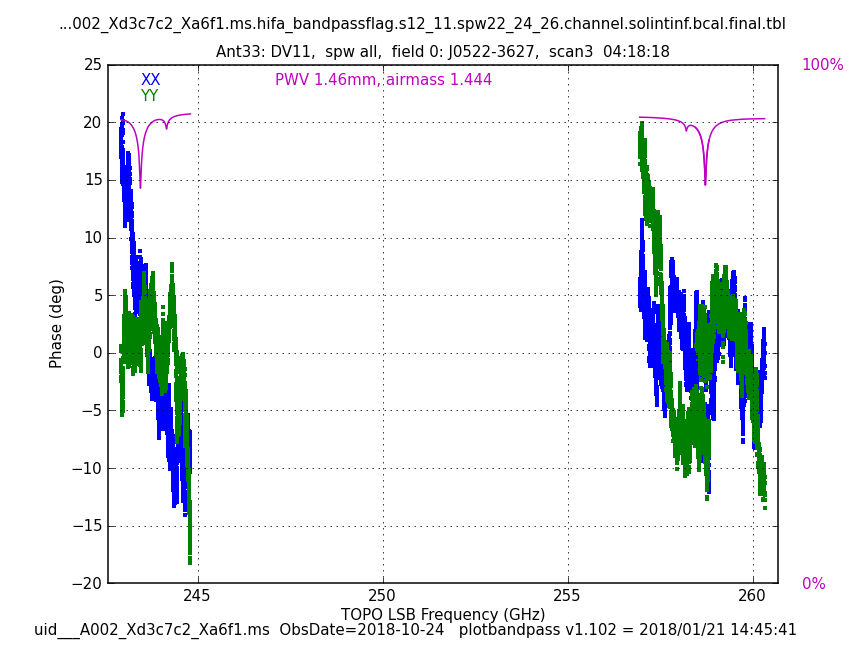 ...002_Xd3c7c2_Xa6f1.ms.hifa_bandpassflag.s12_11.spw22_24_26.channel.solintinf.bcal.final.tbl
Ant33: DV11,  spw all,  field 0: J0522-3627,  scan3  04:18:18
25
100%
XX
PWV 1.46mm, airmass 1.444
YY
20
15
10
5
0
−5
−10
−15
−20
0%
Phase (deg)
245
250
255
260
TOPO LSB Frequency (GHz)
uid___A002_Xd3c7c2_Xa6f1.ms  ObsDate=2018-10-24   plotbandpass v1.102 = 2018/01/21 14:45:41